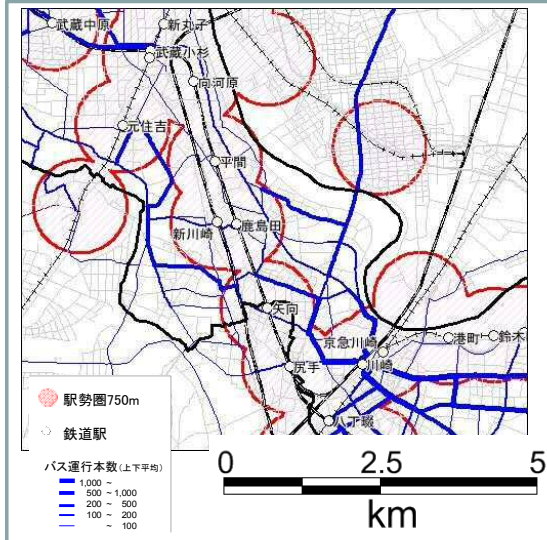 武蔵中原
新丸子
武蔵小杉
向河原
元住吉
平間
新川崎
鹿島田
矢向
京急川崎
港町
鈴木
川崎
尻手
八丁畷
駅勢圏750m
鉄道駅
バス運行本数(上下平均)
1,000 ~
500 ~1,000
200 ~ 500
100 ~ 200
~ 100
0 2.5 5
km